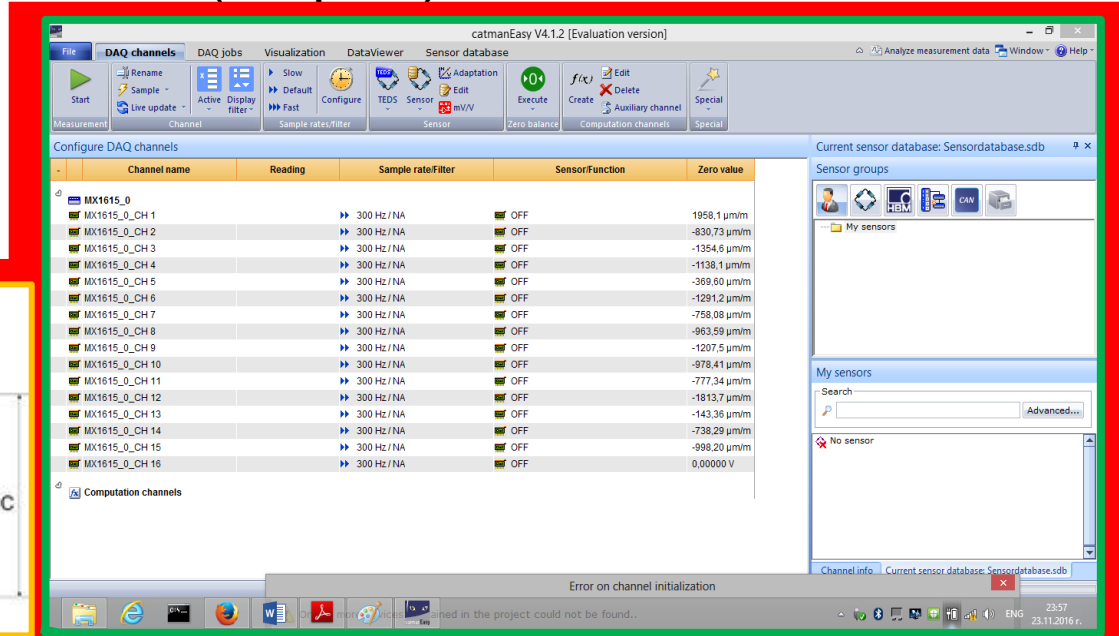 catmanEasy V4.1.2 [Evaluation version]
File DAQ channels DAQ jobs Visualization DataViewer Sensor database
Analyze measurement data Window Help
Start
Measurement
Rename
Sample
Live update
Active
Display filter
Channel
Slow
Default
Fast
Configure
Sample rates/filter
TEDS
TEDS
Sensor
Adaptation
Edit
mV/V
Sensor
Execute
Zero balance
f(x)
Create
Edit
Delete
Auxiliary channel
Computation channels
Special
Special
Configure DAQ channels
- Channel name Reading Sample rate/Filter Sensor/Function Zero value
MX1615_0
MX1615_0_CH 1 300 Hz / NA OFF 1958,1 µm/m
MX1615_0_CH 2 300 Hz / NA OFF -830,73 µm/m
MX1615_0_CH 3 300 Hz / NA OFF -1354,6 µm/m
MX1615_0_CH 4 300 Hz / NA OFF -1138,1 µm/m
MX1615_0_CH 5 300 Hz / NA OFF -369,60 µm/m
MX1615_0_CH 6 300 Hz / NA OFF -1291,2 µm/m
MX1615_0_CH 7 300 Hz / NA OFF -758,08 µm/m
MX1615_0_CH 8 300 Hz / NA OFF -963,59 µm/m
MX1615_0_CH 9 300 Hz / NA OFF -1207,5 µm/m
MX1615_0_CH 10 300 Hz / NA OFF -978,41 µm/m
MX1615_0_CH 11 300 Hz / NA OFF -777,34 µm/m
MX1615_0_CH 12 300 Hz / NA OFF -1813,7 µm/m
MX1615_0_CH 13 300 Hz / NA OFF -143,36 µm/m
MX1615_0_CH 14 300 Hz / NA OFF -738,29 µm/m
MX1615_0_CH 15 300 Hz / NA OFF -998,20 µm/m
MX1615_0_CH 16 300 Hz / NA OFF 0,00000 V
fx Computation channels
Current sensor database: Sensordatabase.sdb
Sensor groups
HBM
CAN
My sensors
My sensors
Search
Advanced...
No sensor
Channel info Current sensor database: Sensordatabase.sdb
Error on channel initialization
contained in the project could not be found..
ENG
23:57
23.11.2016 г.
C